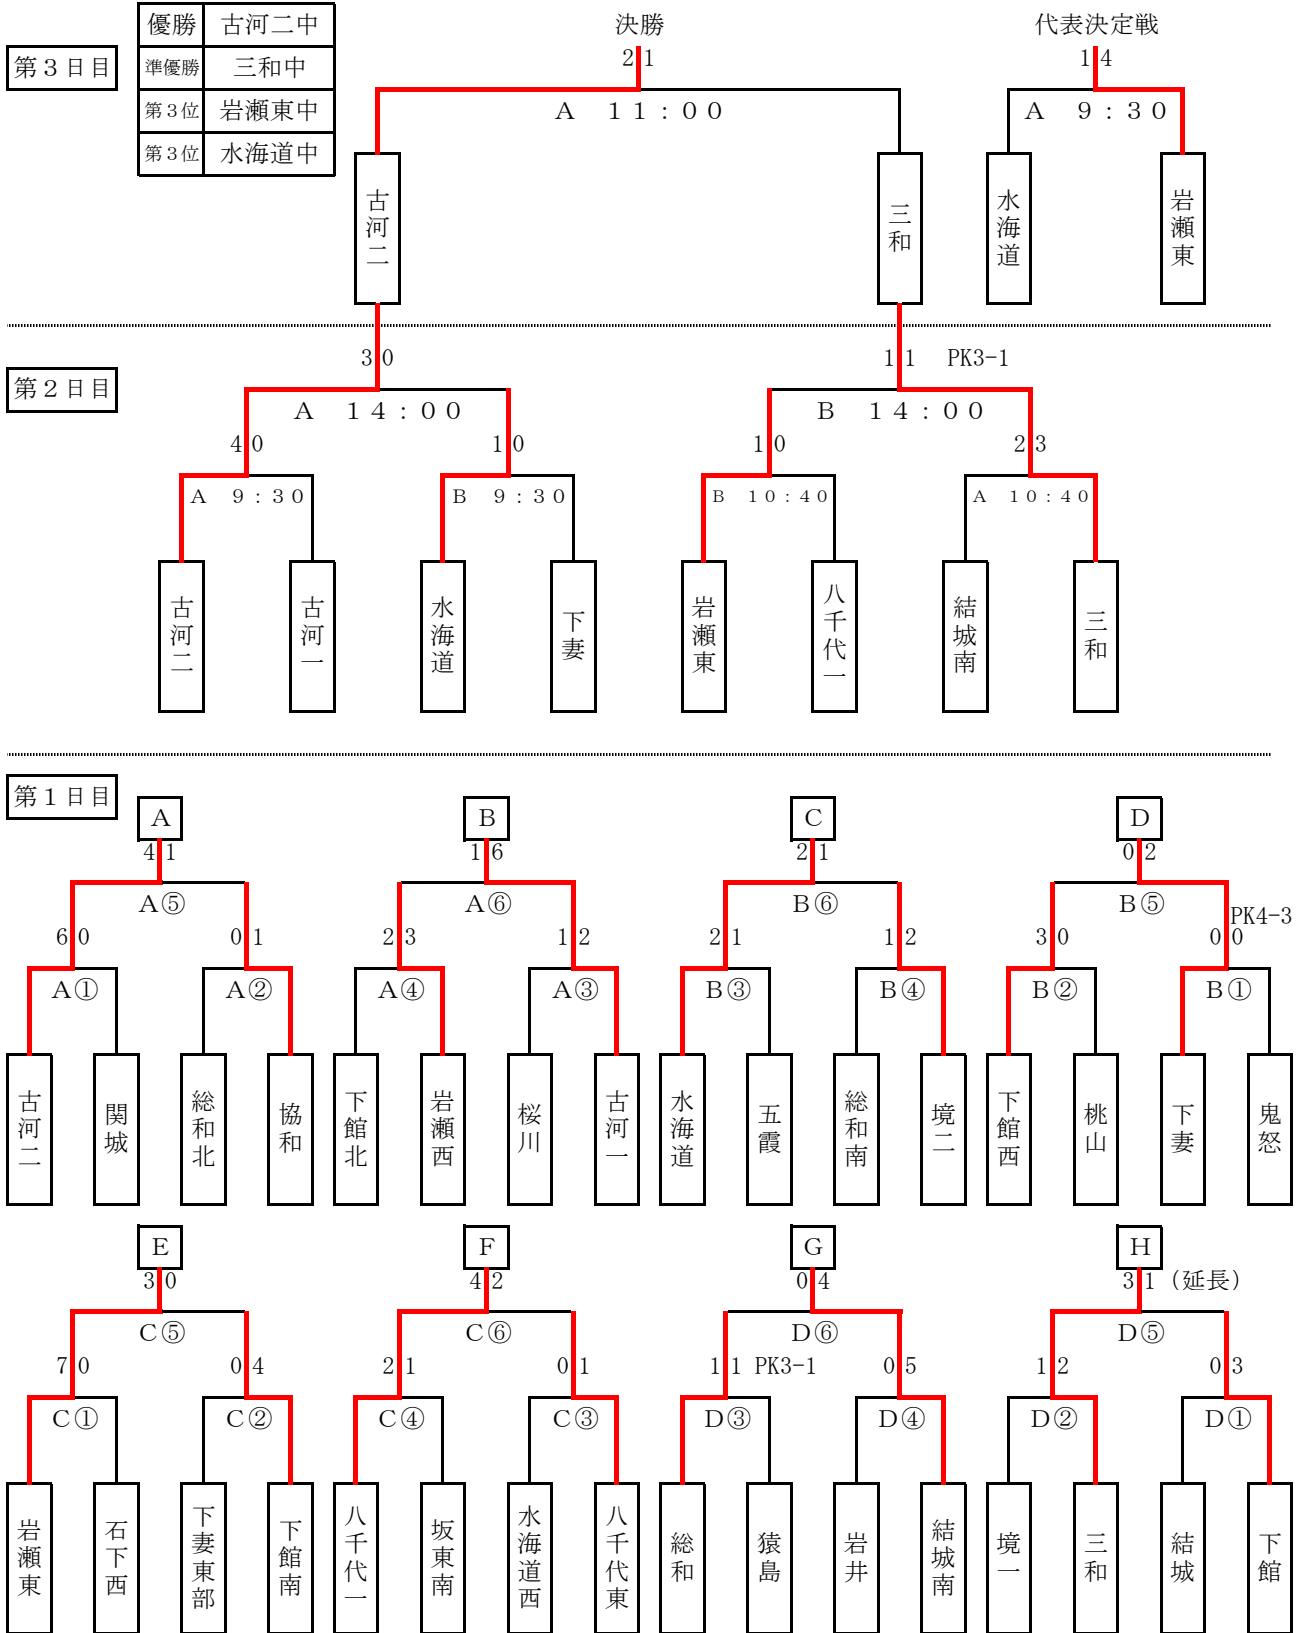 優勝 古河二中
準優勝 三和中
第３位 岩瀬東中
第３位 水海道中
第３日目
決勝
2 1
A 11:00
代表決定戦
1 4
A 9:30
古河二
三和
水海道
岩瀬東
第２日目
3 0
A 14:00
1 1 PK3-1
B 14:00
4 0
1 0
1 0
2 3
A 9:30
B 9:30
B 10:40
A 10:40
古河二
古河一
水海道
下妻
岩瀬東
八千代一
結城南
三和
第１日目
A
B
C
D
4 1
1 6
2 1
0 2
A⑤
A⑥
B⑥
B⑤
6 0
0 1
2 3
1 2
2 1
1 2
3 0
0 0 PK4-3
A①
A②
A④
A③
B③
B④
B②
B①
古河二
関城
総和北
協和
下館北
岩瀬西
桜川
古河一
水海道
五霞
総和南
境二
下館西
桃山
下妻
鬼怒
E
F
G
H
3 0
4 2
0 4
3 1 (延長)
C⑤
C⑥
D⑥
D⑤
7 0
0 4
2 1
0 1
1 1 PK3-1
0 5
1 2
0 3
C①
C②
C④
C③
D③
D④
D②
D①
岩瀬東
石下西
下妻東部
下館南
八千代一
坂東南
水海道西
八千代東
総和
猿島
岩井
結城南
境一
三和
結城
下館